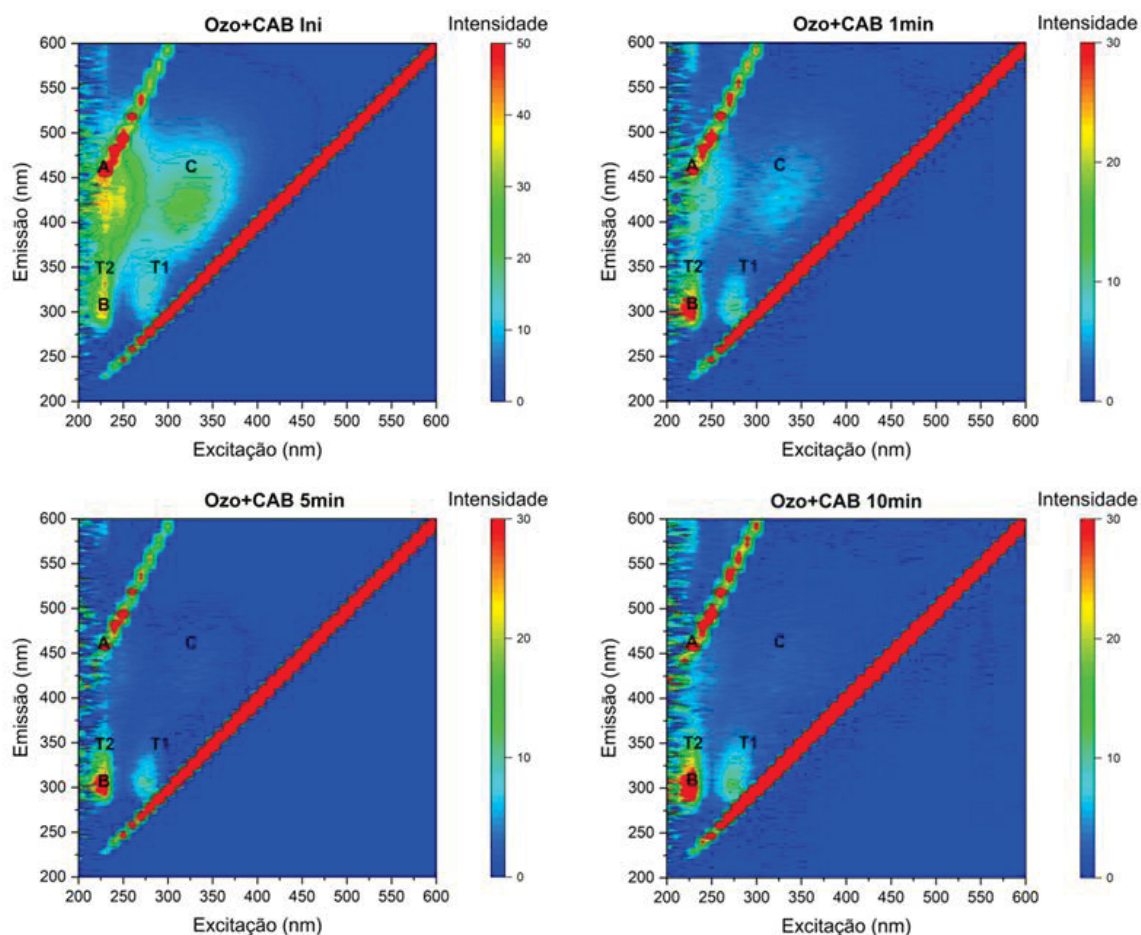 Ozo+CAB Ini
Intensidade
600
550
500
450
400
350
300
250
200
Emissão (nm)
A
C
T2
T1
B
200 250 300 350 400 450 500 550 600
Excitação (nm)
50
40
30
20
10
0
Ozo+CAB 1min
Intensidade
600
550
500
450
400
350
300
250
200
Emissão (nm)
A
C
T2
T1
B
200 250 300 350 400 450 500 550 600
Excitação (nm)
30
20
10
0
Ozo+CAB 5min
Intensidade
600
550
500
450
400
350
300
250
200
Emissão (nm)
A
C
T2
T1
B
200 250 300 350 400 450 500 550 600
Excitação (nm)
30
20
10
0
Ozo+CAB 10min
Intensidade
600
550
500
450
400
350
300
250
200
Emissão (nm)
A
C
T2
T1
B
200 250 300 350 400 450 500 550 600
Excitação (nm)
30
20
10
0